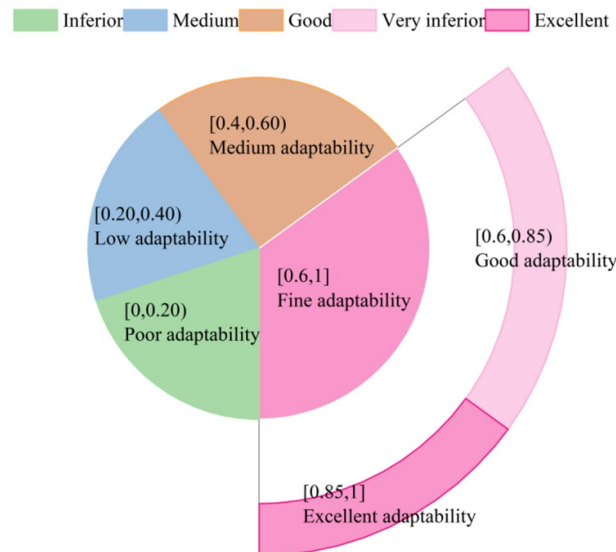 Inferior Medium Good Very inferior Excellent
[0.4,0.60)
Medium adaptability
[0.20,0.40)
Low adaptability
[0.6,0.85)
Good adaptability
[0.6,1]
Fine adaptability
[0,0.20)
Poor adaptability
[0.85,1]
Excellent adaptability